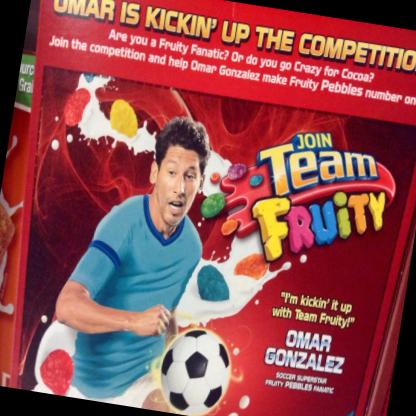 OMAR IS KICKIN' UP THE COMPETITIO
Are you a Fruity Fanatic? Or do you go Crazy for Cocoa?
Join the competition and help Omar Gonzalez make Fruity Pebbles number on
JOIN
Team
FRUITY
"I'm kickin' it up
with Team Fruity!"
OMAR
GONZALEZ
SOCCER SUPERSTAR
FRUITY PEBBLES FANATIC